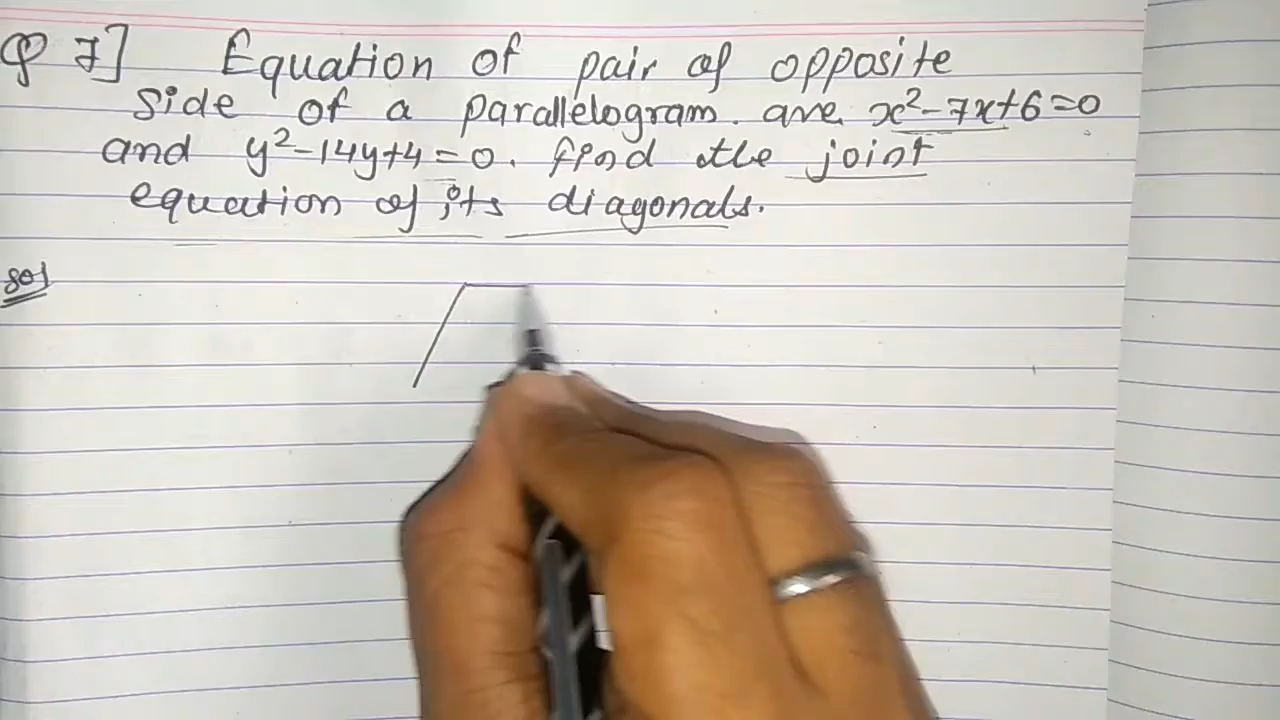 Q 7] Equation of pair of opposite
side of a parallelogram. are x²-7x+6=0
and y²-14y+4=0. find the joint
equation of its diagonals.
sol